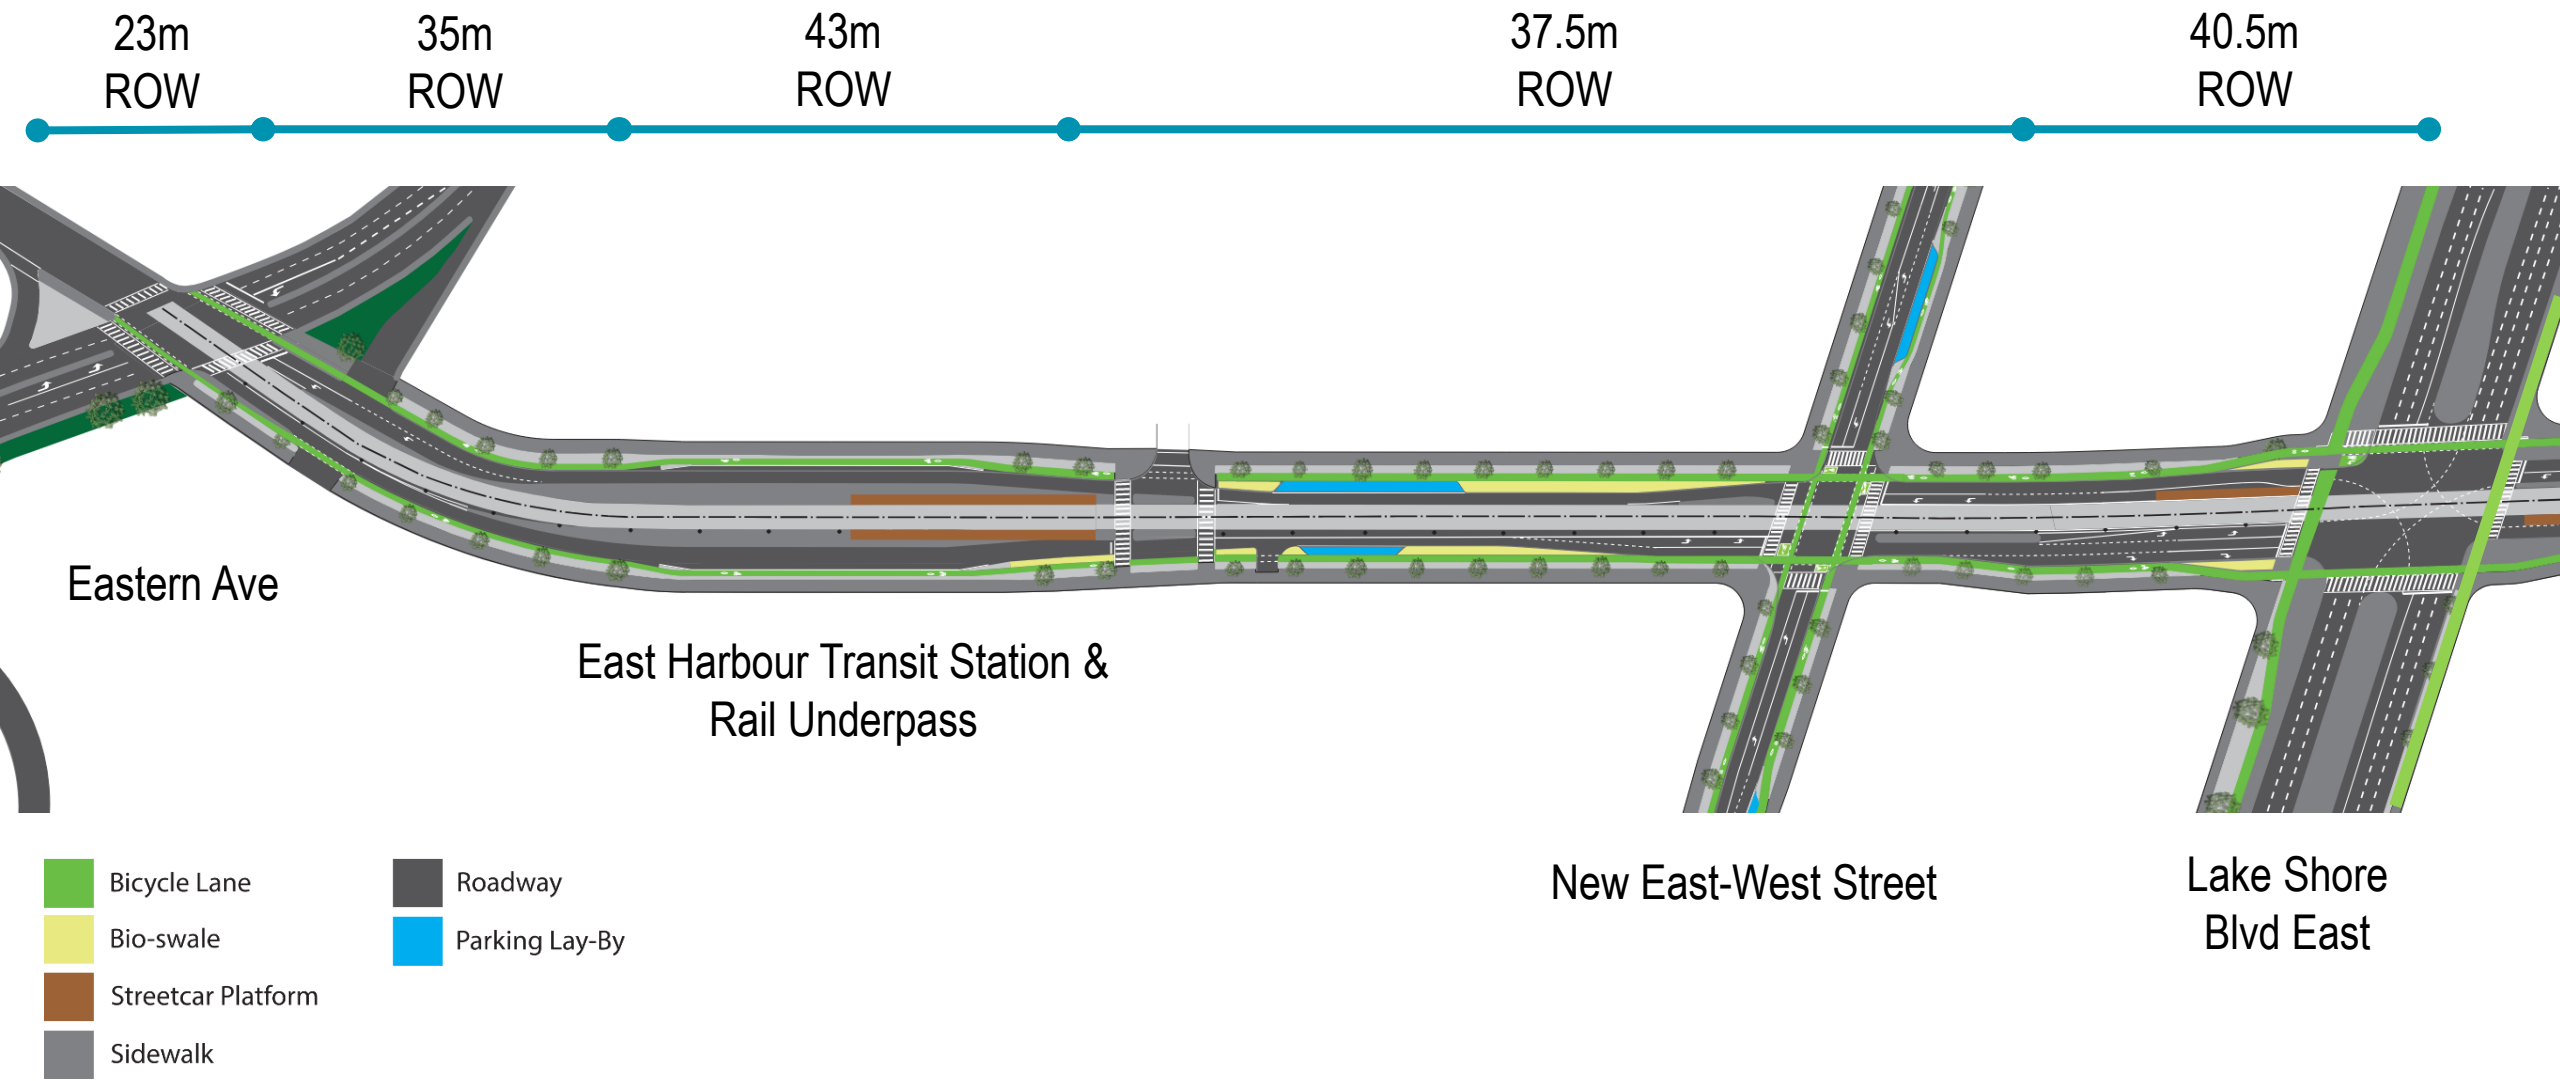 23m
ROW
35m
ROW
43m
ROW
37.5m
ROW
40.5m
ROW
Eastern Ave
East Harbour Transit Station &
Rail Underpass
New East-West Street
Lake Shore
Blvd East
Bicycle Lane
Bio-swale
Streetcar Platform
Sidewalk
Roadway
Parking Lay-By